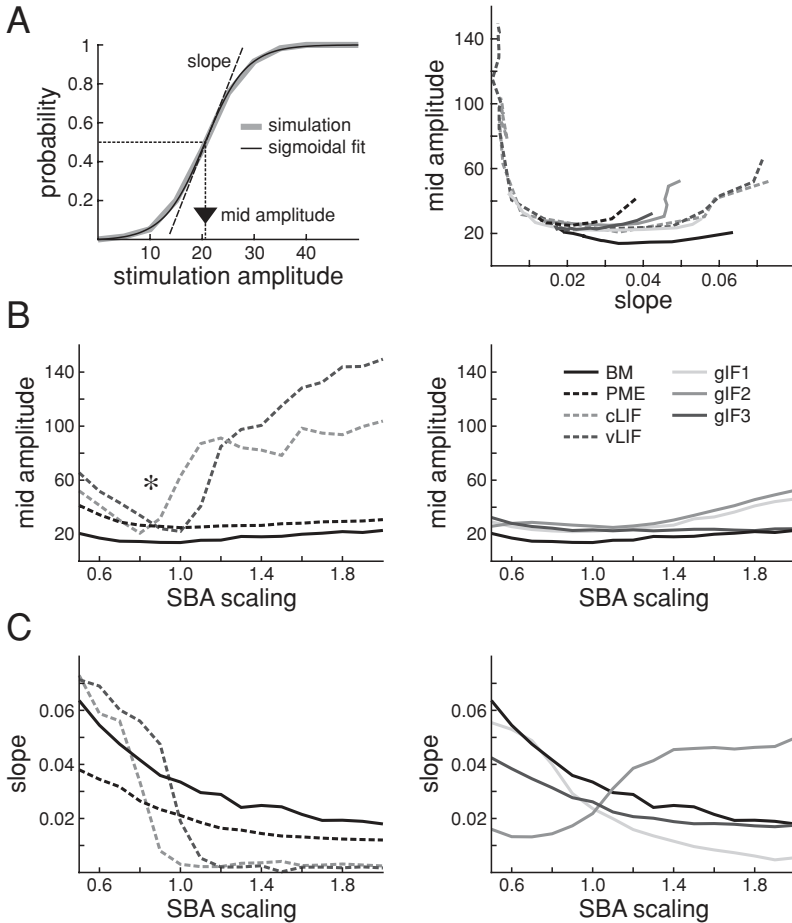 A
1
0.8
0.6
0.4
0.2
probability
10 20 30 40
stimulation amplitude
slope
simulation
sigmoidal fit
mid amplitude
140
100
60
20
mid amplitude
0.02 0.04 0.06
slope
B
140
100
60
20
mid amplitude
*
0.6 1.0 1.4 1.8
SBA scaling
140
100
60
20
mid amplitude
BM
PME
cLIF
vLIF
gIF1
gIF2
gIF3
0.6 1.0 1.4 1.8
SBA scaling
C
0.06
0.04
0.02
slope
0.6 1.0 1.4 1.8
SBA scaling
0.06
0.04
0.02
slope
0.6 1.0 1.4 1.8
SBA scaling